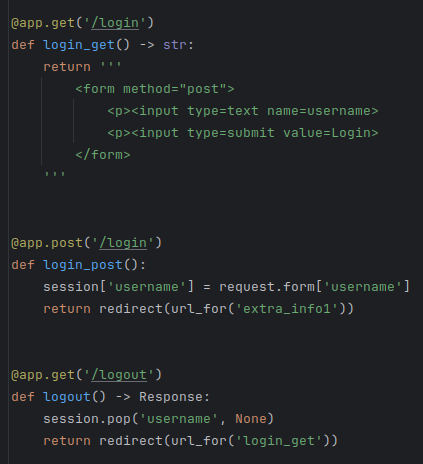 @app.get('/login')
def login_get() -> str:
    return '''
        <form method="post">
            <p><input type=text name=username>
            <p><input type=submit value=Login>
        </form>
    '''
@app.post('/login')
def login_post():
    session['username'] = request.form['username']
    return redirect(url_for('extra_info1'))
@app.get('/logout')
def logout() -> Response:
    session.pop('username', None)
    return redirect(url_for('login_get'))